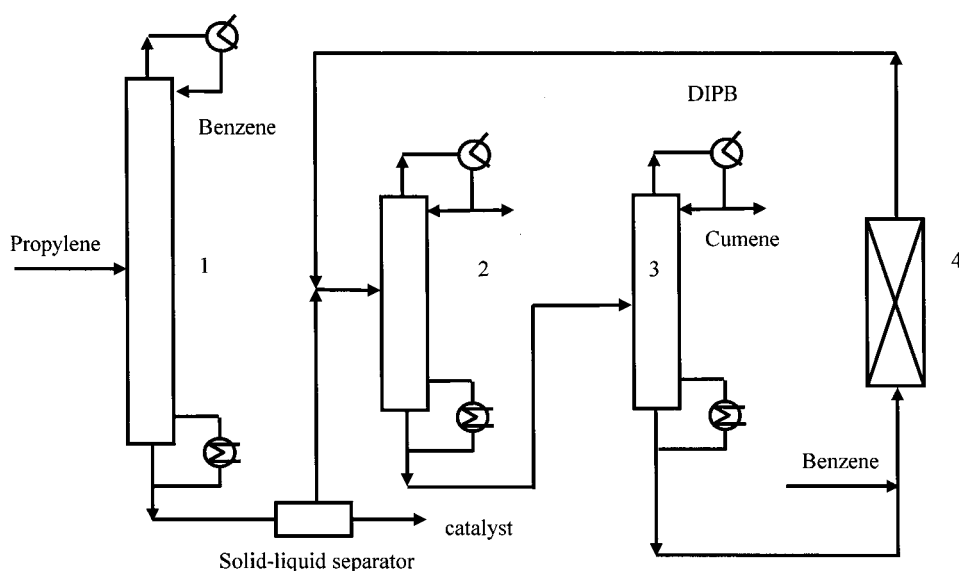 DIPB
Benzene
Propylene
1
2
3
Cumene
4
Benzene
catalyst
Solid-liquid separator